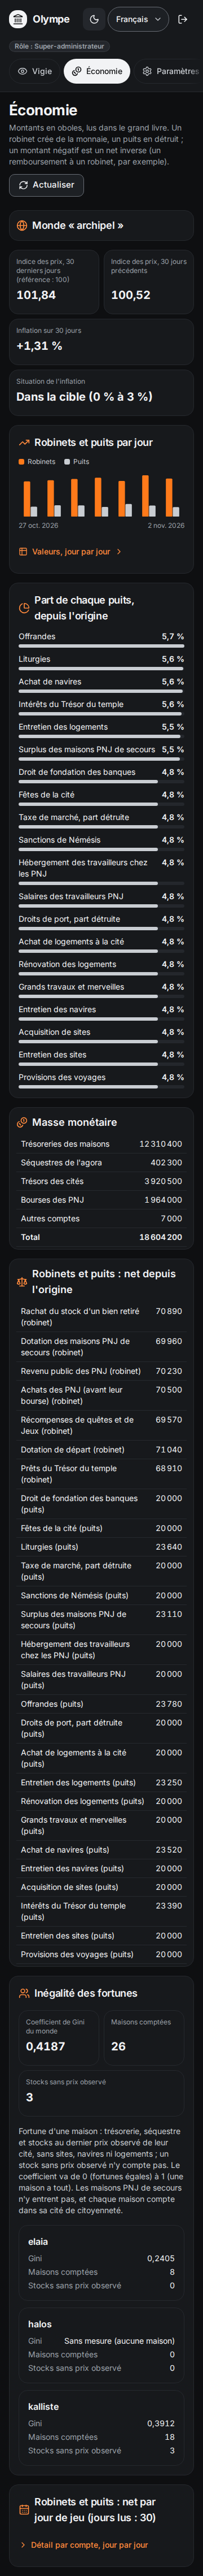 Olympe
Français
Rôle : Super-administrateur
Vigie
Économie
Paramètres
Économie
Montants en oboles, lus dans le grand livre. Un
robinet crée de la monnaie, un puits en détruit ;
un montant négatif est un net inverse (un
remboursement à un robinet, par exemple).
Actualiser
Monde « archipel »
Indice des prix, 30
derniers jours
(référence : 100)
101,84
Indice des prix, 30 jours
précédents
100,52
Inflation sur 30 jours
+1,31 %
Situation de l'inflation
Dans la cible (0 % à 3 %)
Robinets et puits par jour
Robinets
Puits
27 oct. 2026
2 nov. 2026
Valeurs, jour par jour
Part de chaque puits,
depuis l'origine
Offrandes 5,7 %
Liturgies 5,6 %
Achat de navires 5,6 %
Intérêts du Trésor du temple 5,6 %
Entretien des logements 5,5 %
Surplus des maisons PNJ de secours 5,5 %
Droit de fondation des banques 4,8 %
Fêtes de la cité 4,8 %
Taxe de marché, part détruite 4,8 %
Sanctions de Némésis 4,8 %
Hébergement des travailleurs chez 4,8 %
les PNJ
Salaires des travailleurs PNJ 4,8 %
Droits de port, part détruite 4,8 %
Achat de logements à la cité 4,8 %
Rénovation des logements 4,8 %
Grands travaux et merveilles 4,8 %
Entretien des navires 4,8 %
Acquisition de sites 4,8 %
Entretien des sites 4,8 %
Provisions des voyages 4,8 %
Masse monétaire
Trésoreries des maisons 12 310 400
Séquestres de l'agora 402 300
Trésors des cités 3 920 500
Bourses des PNJ 1 964 000
Autres comptes 7 000
Total 18 604 200
Robinets et puits : net depuis
l'origine
Rachat du stock d'un bien retiré 70 890
(robinet)
Dotation des maisons PNJ de 69 960
secours (robinet)
Revenu public des PNJ (robinet) 70 230
Achats des PNJ (avant leur 70 500
bourse) (robinet)
Récompenses de quêtes et de 69 570
Jeux (robinet)
Dotation de départ (robinet) 71 040
Prêts du Trésor du temple 68 910
(robinet)
Droit de fondation des banques 20 000
(puits)
Fêtes de la cité (puits) 20 000
Liturgies (puits) 23 640
Taxe de marché, part détruite 20 000
(puits)
Sanctions de Némésis (puits) 20 000
Surplus des maisons PNJ de 23 110
secours (puits)
Hébergement des travailleurs 20 000
chez les PNJ (puits)
Salaires des travailleurs PNJ 20 000
(puits)
Offrandes (puits) 23 780
Droits de port, part détruite 20 000
(puits)
Achat de logements à la cité 20 000
(puits)
Entretien des logements (puits) 23 250
Rénovation des logements (puits) 20 000
Grands travaux et merveilles 20 000
(puits)
Achat de navires (puits) 23 520
Entretien des navires (puits) 20 000
Acquisition de sites (puits) 20 000
Intérêts du Trésor du temple 23 390
(puits)
Entretien des sites (puits) 20 000
Provisions des voyages (puits) 20 000
Inégalité des fortunes
Coefficient de Gini
du monde
0,4187
Maisons comptées
26
Stocks sans prix observé
3
Fortune d'une maison : trésorerie, séquestre
et stocks au dernier prix observé de leur
cité, sans sites, navires ni logements ; un
stock sans prix observé n'y compte pas. Le
coefficient va de 0 (fortunes égales) à 1 (une
maison a tout). Les maisons PNJ de secours
n'y entrent pas, et chaque maison compte
dans sa cité de citoyenneté.
elaia
Gini 0,2405
Maisons comptées 8
Stocks sans prix observé 0
halos
Gini Sans mesure (aucune maison)
Maisons comptées 0
Stocks sans prix observé 0
kalliste
Gini 0,3912
Maisons comptées 18
Stocks sans prix observé 3
Robinets et puits : net par
jour de jeu (jours lus : 30)
Détail par compte, jour par jour